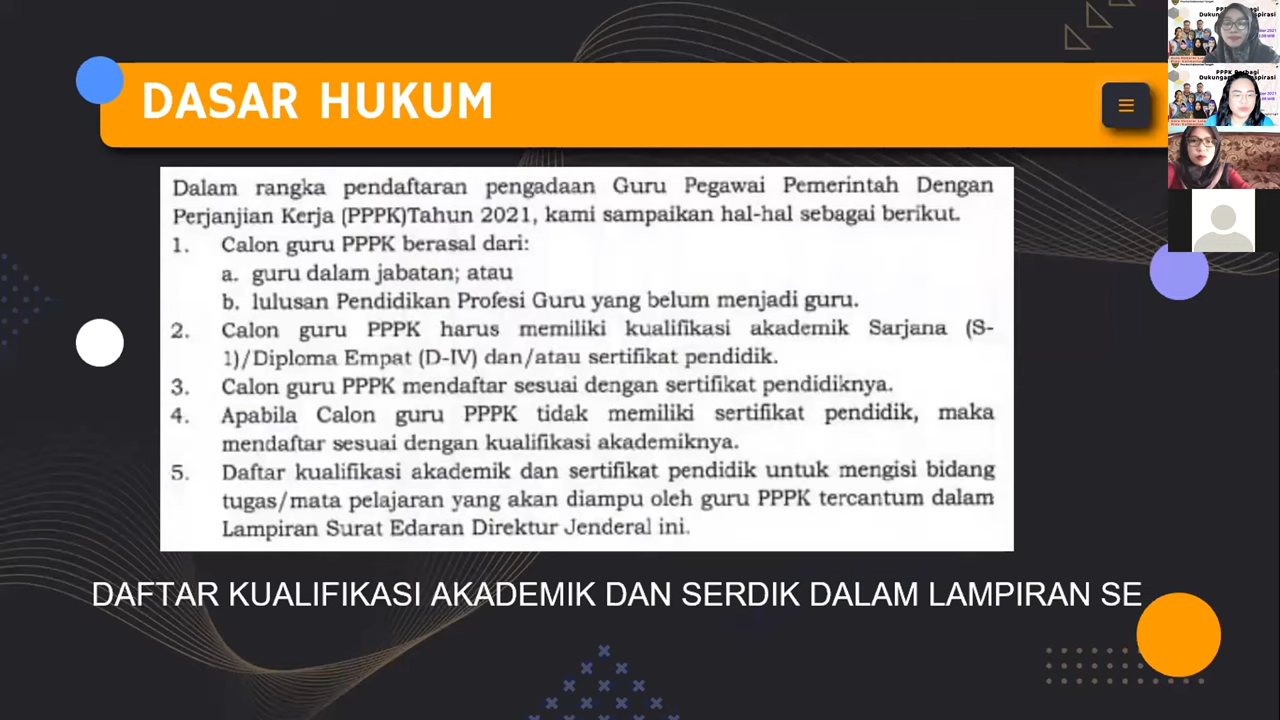 DASAR HUKUM
Dalam rangka pendaftaran pengadaan Guru Pegawai Pemerintah Dengan
Perjanjian Kerja (PPPK)Tahun 2021, kami sampaikan hal-hal sebagai berikut.
1. Calon guru PPPK berasal dari:
a. guru dalam jabatan; atau
b. lulusan Pendidikan Profesi Guru yang belum menjadi guru.
2. Calon guru PPPK harus memiliki kualifikasi akademik Sarjana (S-
1)/Diploma Empat (D-IV) dan/atau sertifikat pendidik.
3. Calon guru PPPK mendaftar sesuai dengan sertifikat pendidiknya.
4. Apabila Calon guru PPPK tidak memiliki sertifikat pendidik, maka
mendaftar sesuai dengan kualifikasi akademiknya.
5. Daftar kualifikasi akademik dan sertifikat pendidik untuk mengisi bidang
tugas/mata pelajaran yang akan diampu oleh guru PPPK tercantum dalam
Lampiran Surat Edaran Direktur Jenderal ini.
DAFTAR KUALIFIKASI AKADEMIK DAN SERDIK DALAM LAMPIRAN SE